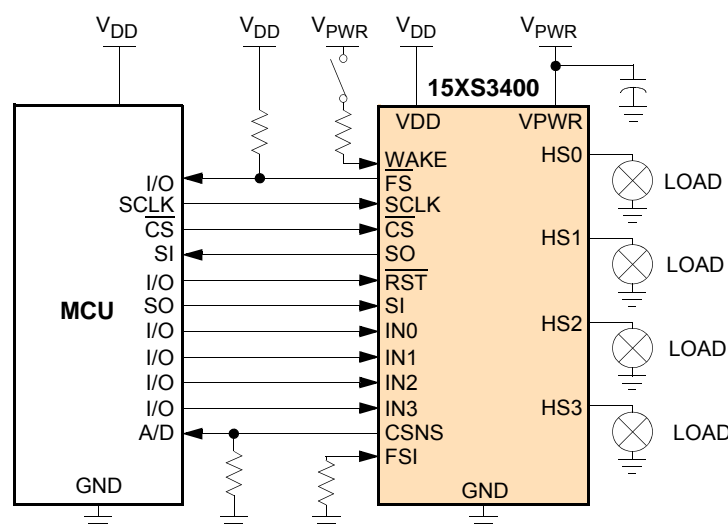 VDD VDD VPWR VDD VPWR
15XS3400
VDD VPWR
WAKE HS0
LOAD
I/O FS
SCLK SCLK
CS CS HS1
SI SO LOAD
I/O RST
MCU SO SI
I/O IN0 HS2
I/O IN1 LOAD
I/O IN2
I/O IN3 HS3
A/D CSNS LOAD
FSI
GND GND